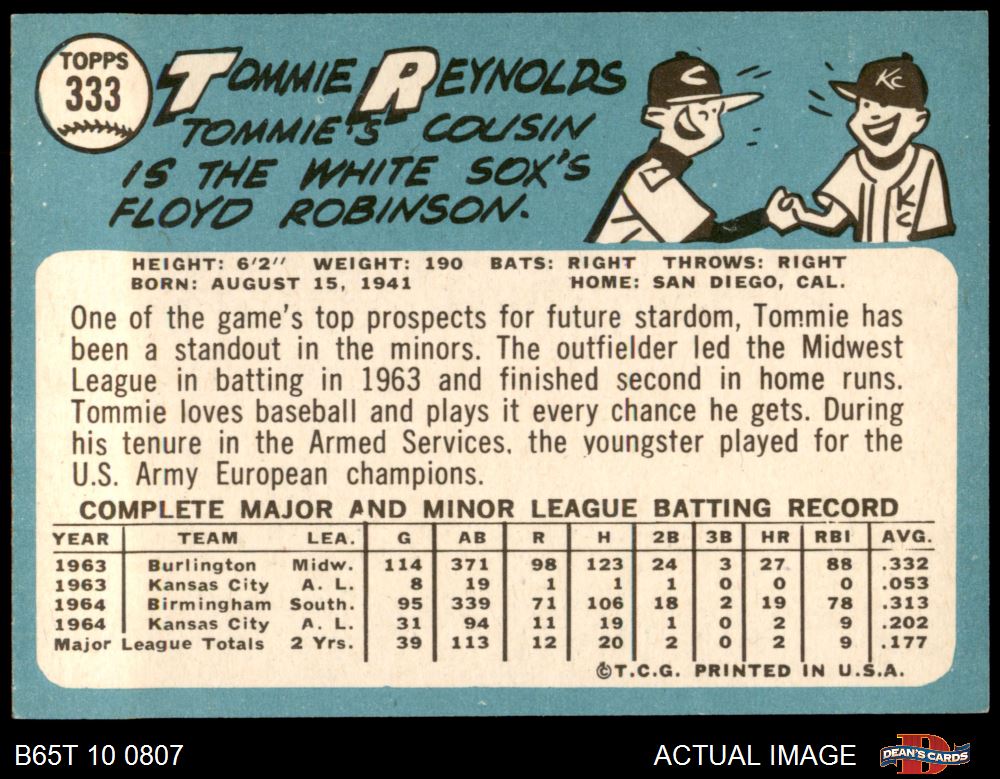 TOPPS
333
TOMMIE REYNOLDS
TOMMIE'S COUSIN
IS THE WHITE SOX'S
FLOYD ROBINSON.
C
KC
KC
HEIGHT: 6'2" WEIGHT: 190 BATS: RIGHT THROWS: RIGHT
BORN: AUGUST 15, 1941 HOME: SAN DIEGO, CAL.
One of the game's top prospects for future stardom, Tommie has
been a standout in the minors. The outfielder led the Midwest
League in batting in 1963 and finished second in home runs.
Tommie loves baseball and plays it every chance he gets. During
his tenure in the Armed Services, the youngster played for the
U.S. Army European champions.
COMPLETE MAJOR AND MINOR LEAGUE BATTING RECORD
YEAR TEAM LEA. G AB R H 2B 3B HR RBI AVG.
1963 Burlington Midw. 114 371 98 123 24 3 27 88 .332
1963 Kansas City A. L. 8 19 1 1 1 0 0 0 .053
1964 Birmingham South. 95 339 71 106 18 2 19 78 .313
1964 Kansas City A. L. 31 94 11 19 1 0 2 9 .202
Major League Totals 2 Yrs. 39 113 12 20 2 0 2 9 .177
©T.C.G. PRINTED IN U.S.A.
B65T 10 0807 ACTUAL IMAGE DEAN'S CARDS